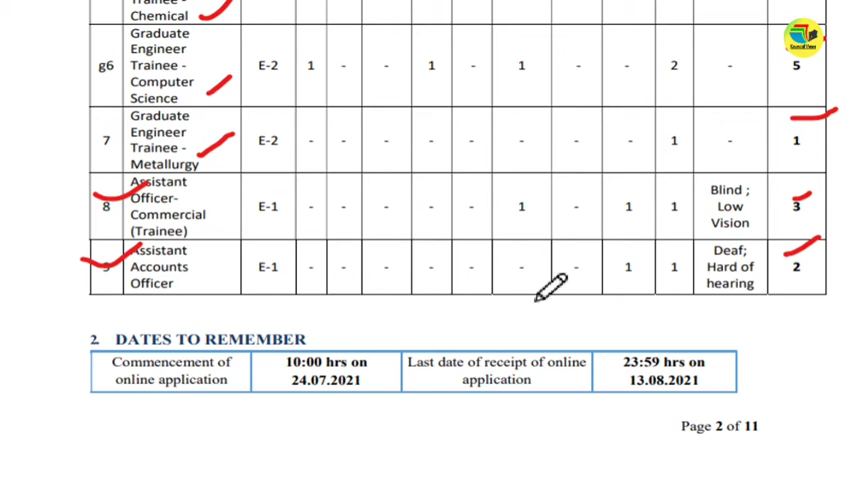 Trainee -
Chemical
g6
Graduate
Engineer
Trainee -
Computer
Science
E-2
1
-
-
1
-
1
-
-
2
-
5
7
Graduate
Engineer
Trainee -
Metallurgy
E-2
-
-
-
-
-
-
-
-
1
-
1
8
Assistant
Officer-
Commercial
(Trainee)
E-1
-
-
-
-
-
1
-
1
1
Blind ;
Low
Vision
3
9
Assistant
Accounts
Officer
E-1
-
-
-
-
-
-
-
1
1
Deaf;
Hard of
hearing
2
2. DATES TO REMEMBER
Commencement of
online application
10:00 hrs on
24.07.2021
Last date of receipt of online
application
23:59 hrs on
13.08.2021
Page 2 of 11